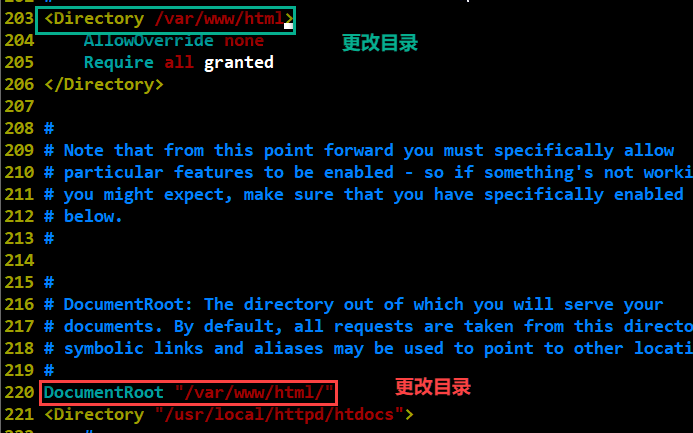 203 <Directory /var/www/html>
204 AllowOverride none 更改目录
205 Require all granted
206 </Directory>
207
208 #
209 # Note that from this point forward you must specifically allow
210 # particular features to be enabled - so if something's not worki
211 # you might expect, make sure that you have specifically enabled
212 # below.
213 #
214
215 #
216 # DocumentRoot: The directory out of which you will serve your
217 # documents. By default, all requests are taken from this directo
218 # symbolic links and aliases may be used to point to other locati
219 #
220 DocumentRoot "/var/www/html/" 更改目录
221 <Directory "/usr/local/httpd/htdocs">